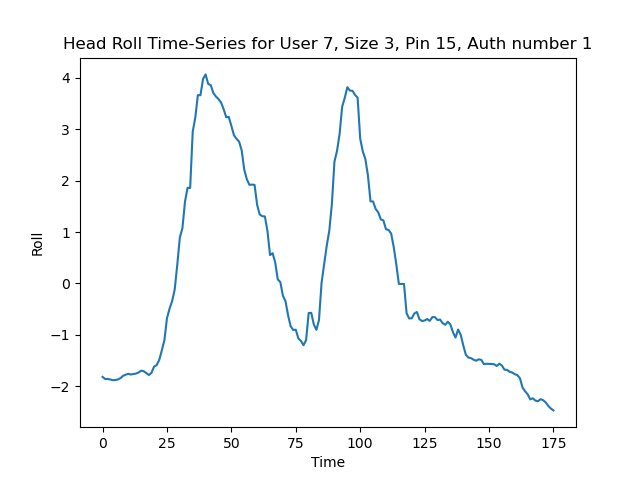 Head Roll Time-Series for User 7, Size 3, Pin 15, Auth number 1
4
3
2
1
0
−1
−2
Roll
0 25 50 75 100 125 150 175
Time